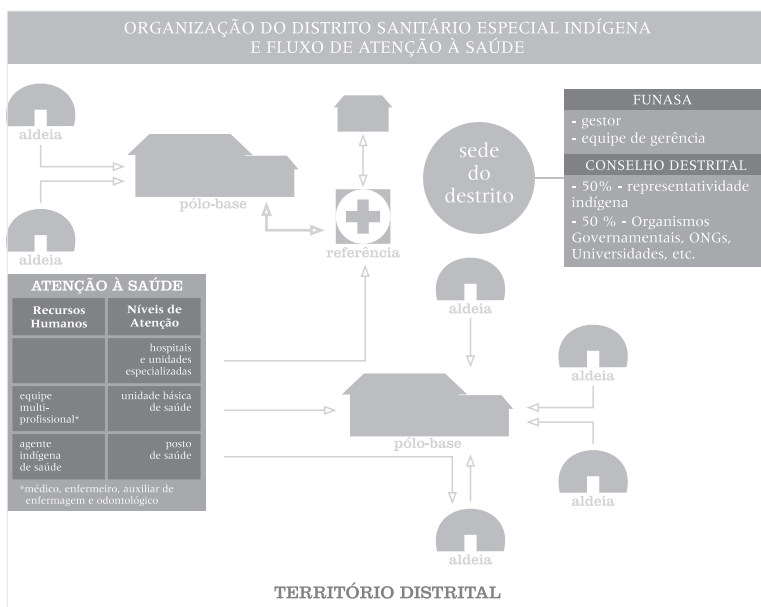 ORGANIZAÇÃO DO DISTRITO SANITÁRIO ESPECIAL INDÍGENA
E FLUXO DE ATENÇÃO À SAÚDE
aldeia
aldeia
pólo-base
referência
sede
do
destrito
FUNASA
- gestor
- equipe de gerência
CONSELHO DESTRITAL
- 50% - representatividade
indígena
- 50 % - Organismos
Governamentais, ONGs,
Universidades, etc.
ATENÇÃO À SAÚDE
Recursos
Humanos
Níveis de
Atenção
hospitais
e unidades
especializadas
equipe
multi-
profissional*
unidade básica
de saúde
agente
indígena
de saúde
posto
de saúde
*médico, enfermeiro, auxiliar de
enfermagem e odontológico
aldeia
aldeia
pólo-base
aldeia
aldeia
TERRITÓRIO DISTRITAL